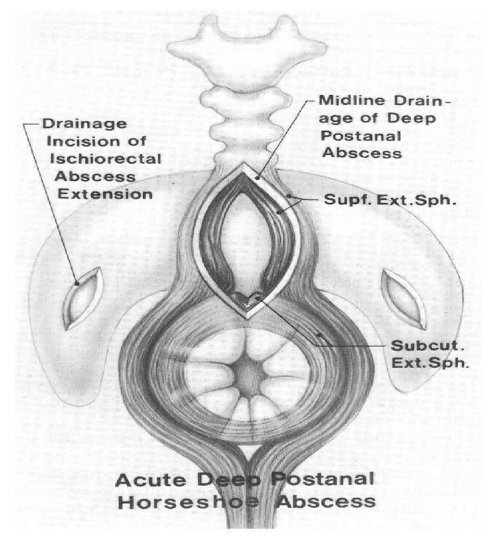 Midline Drain-
age of Deep
Postanal
Abscess
Drainage
Incision of
Ischiorectal
Abscess
Extension
Supf. Ext.Sph.
Subcut.
Ext.Sph.
Acute Deep Postanal
Horseshoe Abscess